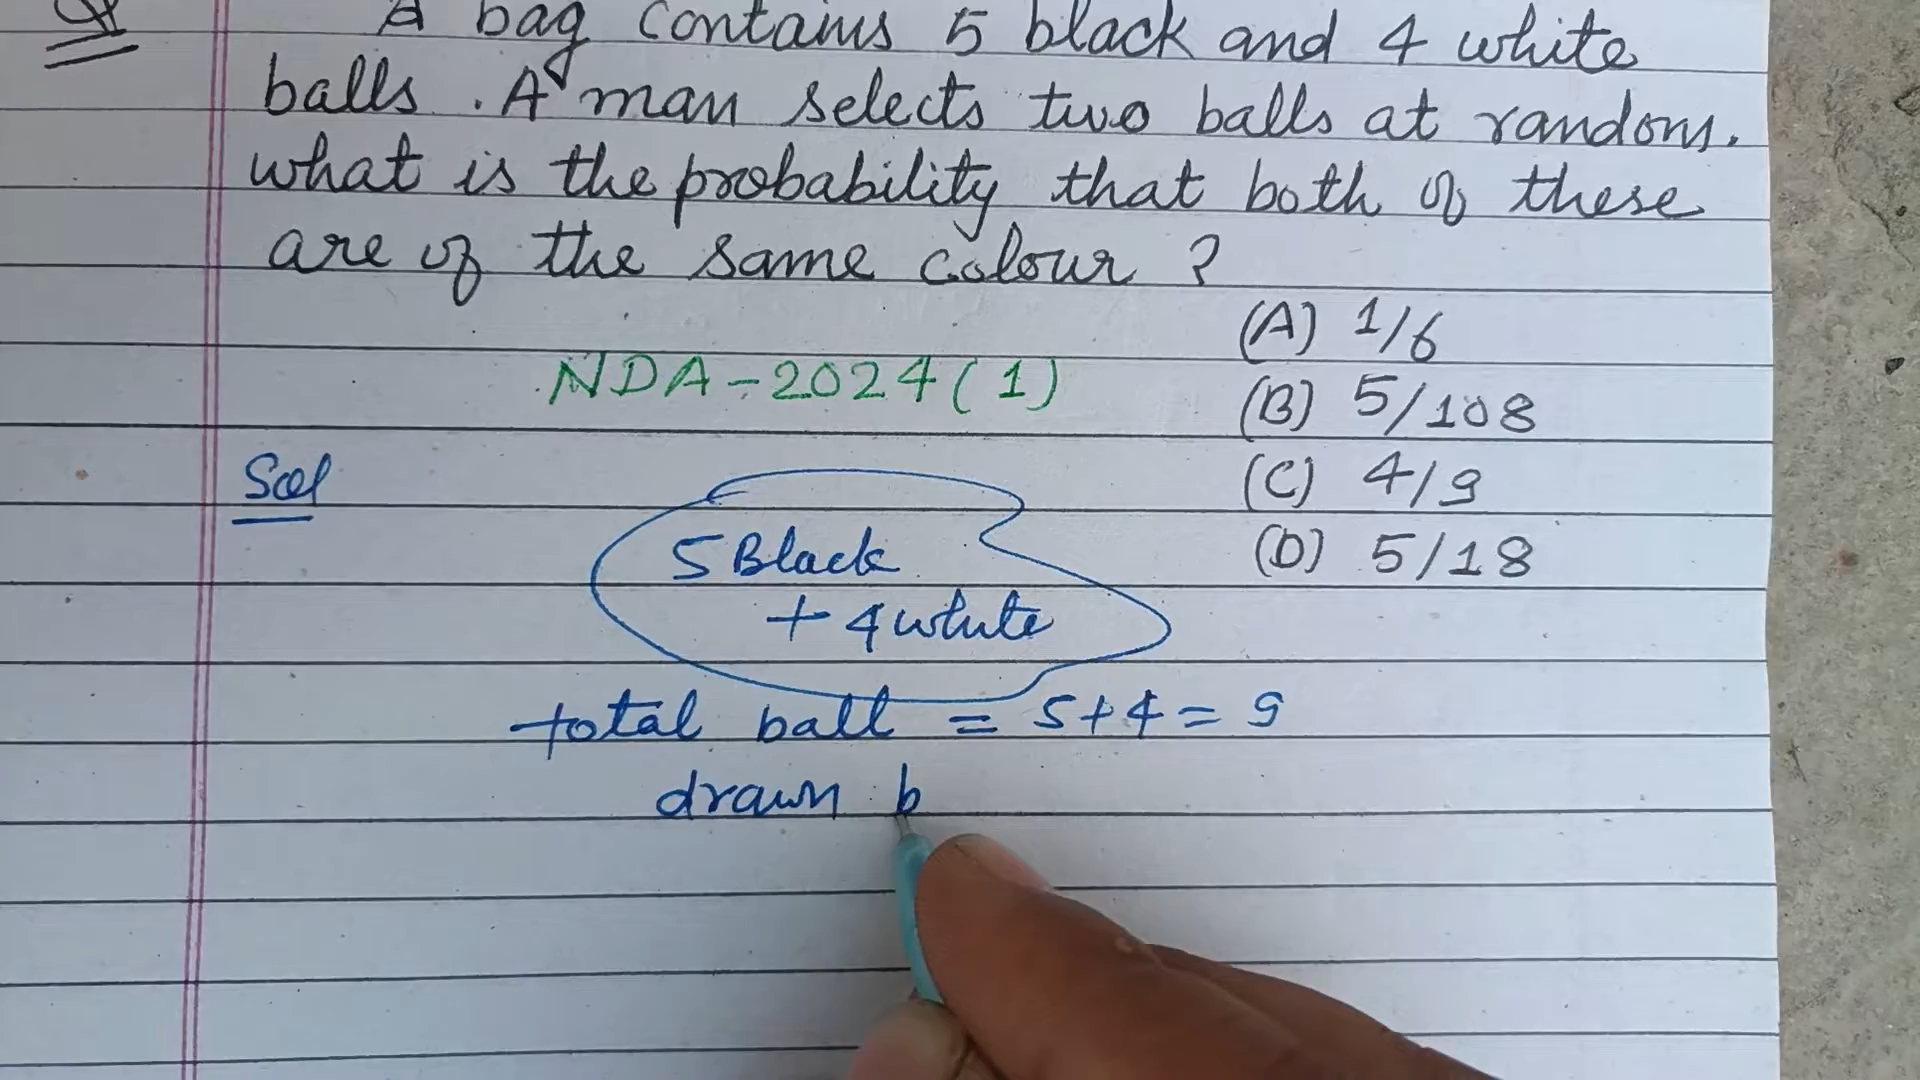 A bag contains 5 black and 4 white
balls. A man selects two balls at random.
what is the probability that both of these
are of the same colour ?
(A) 1/6
NDA-2024(1)
(B) 5/108
(C) 4/9
(D) 5/18
Sol
5 Black
+ 4 white
total ball = 5+4 = 9
drawn b